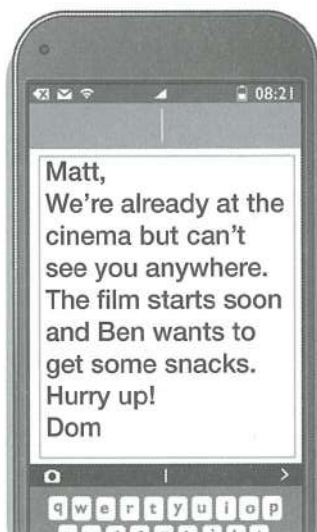 08:21
Matt,
We're already at the
cinema but can't
see you anywhere.
The film starts soon
and Ben wants to
get some snacks.
Hurry up!
Dom
q w e r t y u i o p